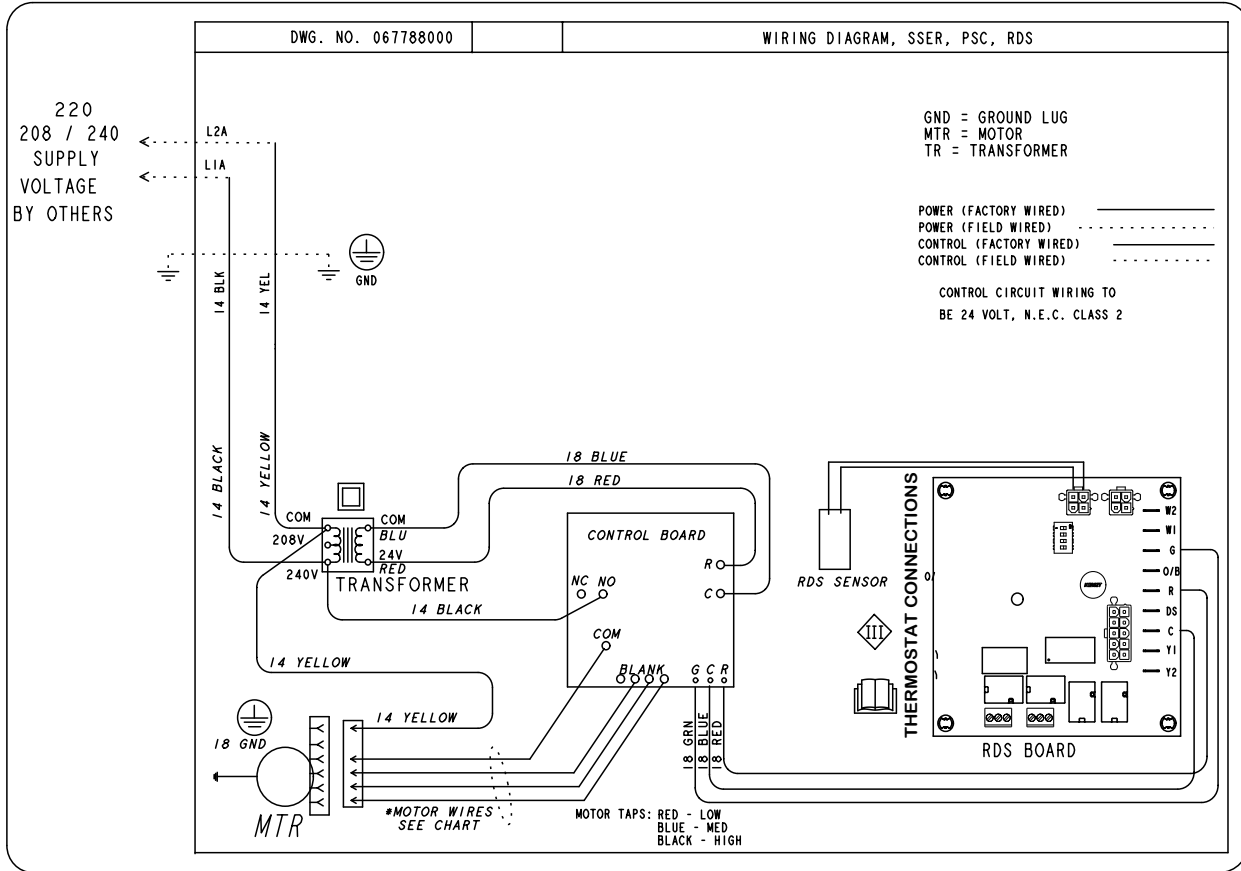 DWG. NO. 067788000
WIRING DIAGRAM, SSER, PSC, RDS
220
208 / 240
SUPPLY
VOLTAGE
BY OTHERS
L2A
L1A
GND = GROUND LUG
MTR = MOTOR
TR = TRANSFORMER
POWER (FACTORY WIRED)
POWER (FIELD WIRED)
CONTROL (FACTORY WIRED)
CONTROL (FIELD WIRED)
CONTROL CIRCUIT WIRING TO
BE 24 VOLT, N.E.C. CLASS 2
GND
14 BLK
14 YEL
14 BLACK
14 YELLOW
18 BLUE
18 RED
COM
208V
240V
COM
BLU
24V
RED
TRANSFORMER
14 BLACK
14 YELLOW
14 YELLOW
CONTROL BOARD
R
C
NC NO
COM
BLANK
G C R
18 GRN
18 BLUE
18 RED
RDS SENSOR
III
THERMOSTAT CONNECTIONS
0/
W2
W1
G
O/B
R
DS
C
Y1
Y2
RDS BOARD
18 GND
MTR
*MOTOR WIRES
SEE CHART
MOTOR TAPS: RED - LOW
BLUE - MED
BLACK - HIGH